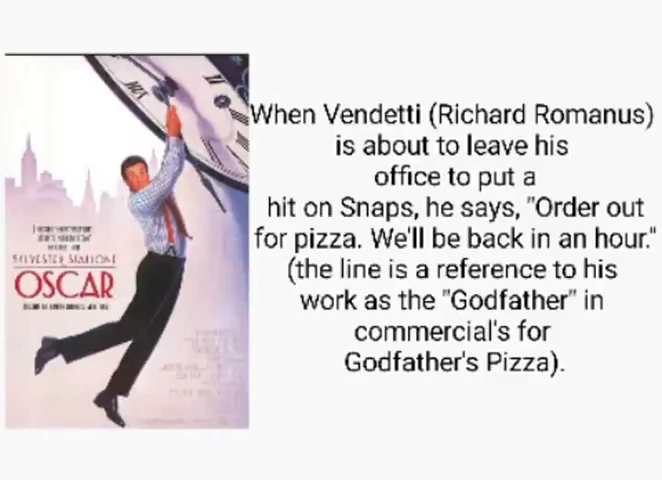 SYLVESTER STALLONE
OSCAR
When Vendetti (Richard Romanus)
is about to leave his
office to put a
hit on Snaps, he says, "Order out
for pizza. We'll be back in an hour."
(the line is a reference to his
work as the "Godfather" in
commercial's for
Godfather's Pizza).